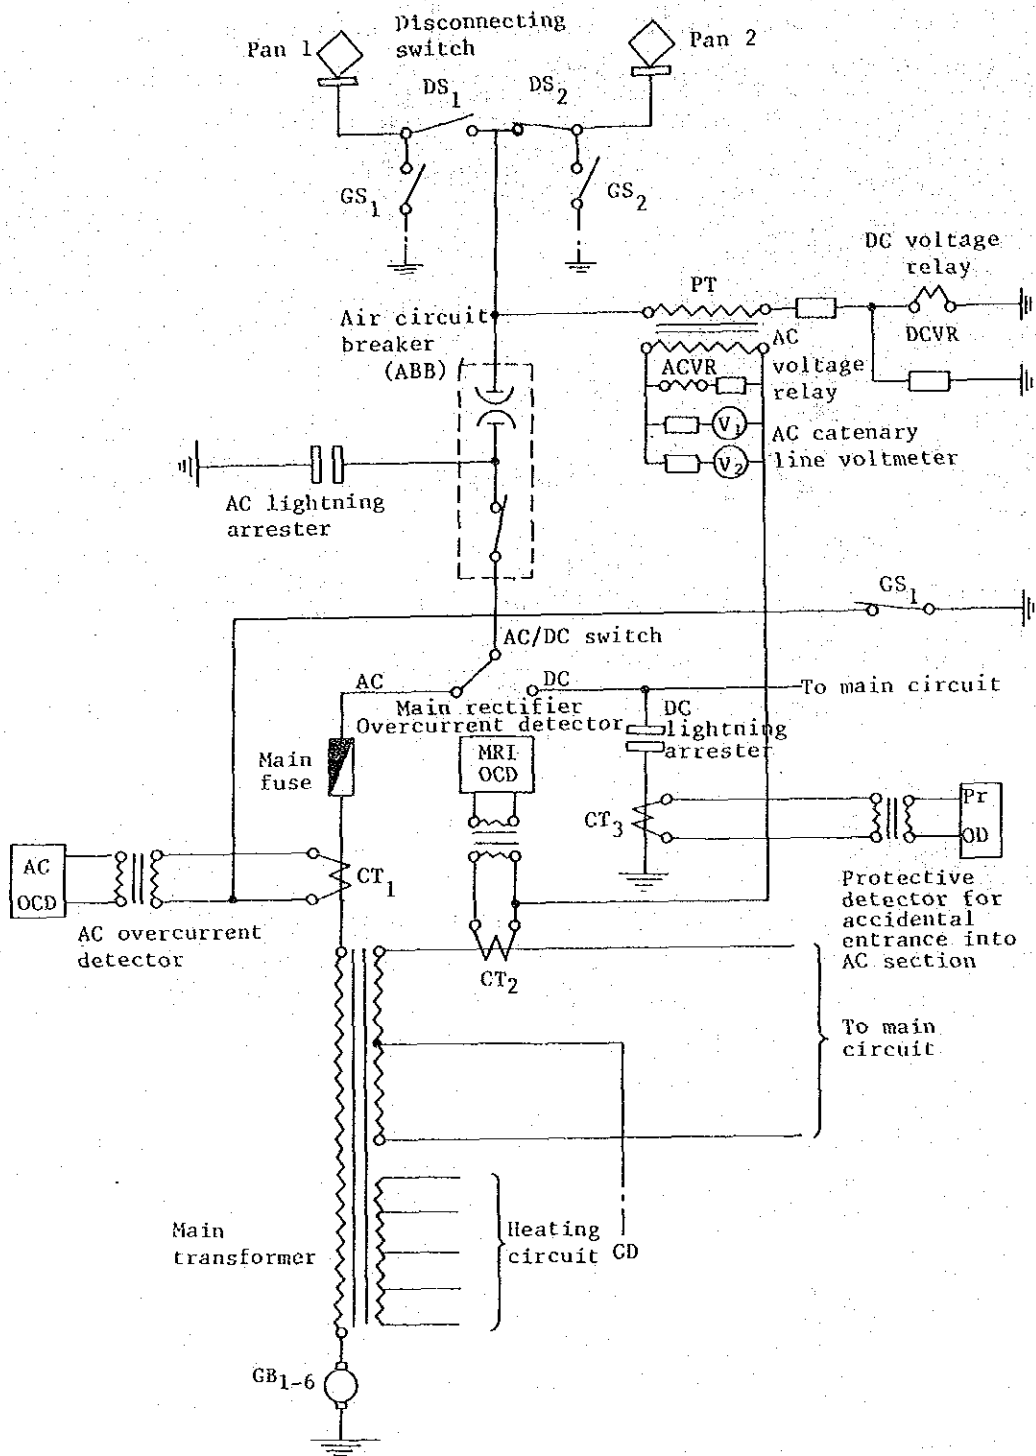 Disconnecting
switch
Pan 1
Pan 2
DS1
DS2
GS1
GS2
DC voltage
relay
PT
DCVR
Air circuit
breaker
(ABB)
AC
voltage
relay
ACVR
V1
V2
AC catenary
line voltmeter
AC lightning
arrester
GS1
AC/DC switch
AC
DC
To main circuit
Main rectifier
Overcurrent detector
DC
lightning
arrester
Main
fuse
MRI
OCD
CT3
Pr
OD
AC
OCD
CT1
AC overcurrent
detector
Protective
detector for
accidental
entrance into
AC section
CT2
To main
circuit
Main
transformer
Heating
circuit
CD
GB1-6